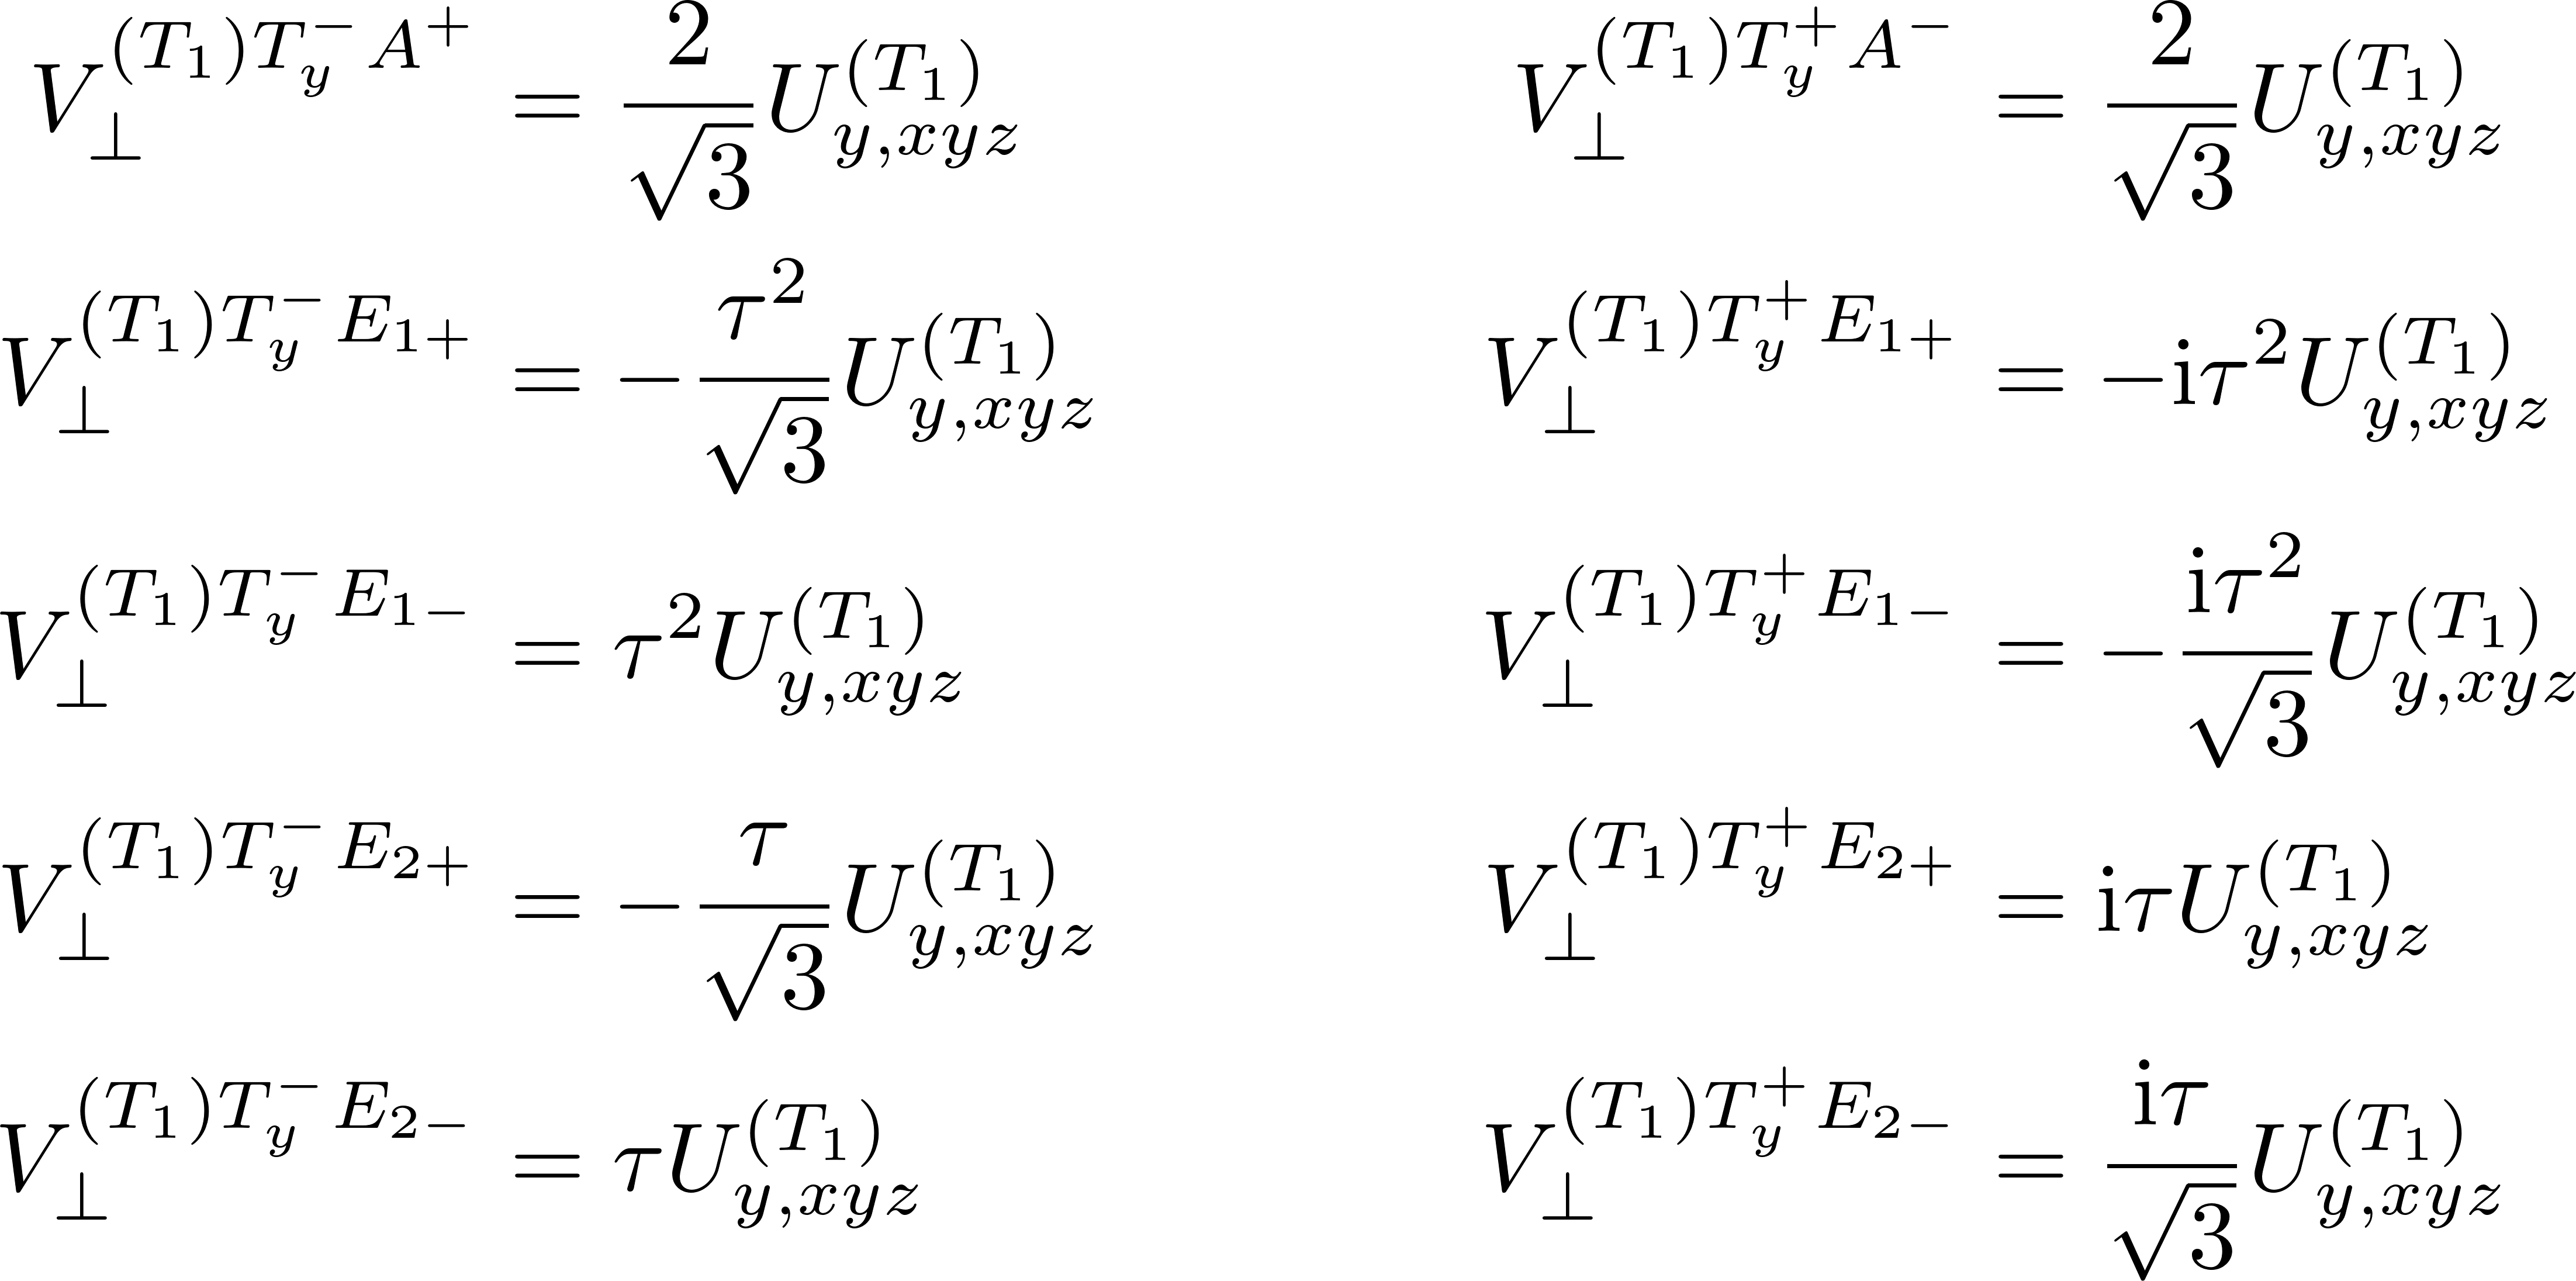 $V_{\perp}^{(T_1)T_y^- A^+} = \frac{2}{\sqrt{3}} U_{y,xyz}^{(T_1)}$ $V_{\perp}^{(T_1)T_y^+ A^-} = \frac{2}{\sqrt{3}} U_{y,xyz}^{(T_1)}$
$V_{\perp}^{(T_1)T_y^- E_{1+}} = -\frac{\tau^2}{\sqrt{3}} U_{y,xyz}^{(T_1)}$ $V_{\perp}^{(T_1)T_y^+ E_{1+}} = -\mathrm{i}\tau^2 U_{y,xyz}^{(T_1)}$
$V_{\perp}^{(T_1)T_y^- E_{1-}} = \tau^2 U_{y,xyz}^{(T_1)}$ $V_{\perp}^{(T_1)T_y^+ E_{1-}} = -\frac{\mathrm{i}\tau^2}{\sqrt{3}} U_{y,xyz}^{(T_1)}$
$V_{\perp}^{(T_1)T_y^- E_{2+}} = -\frac{\tau}{\sqrt{3}} U_{y,xyz}^{(T_1)}$ $V_{\perp}^{(T_1)T_y^+ E_{2+}} = \mathrm{i}\tau U_{y,xyz}^{(T_1)}$
$V_{\perp}^{(T_1)T_y^- E_{2-}} = \tau U_{y,xyz}^{(T_1)}$ $V_{\perp}^{(T_1)T_y^+ E_{2-}} = \frac{\mathrm{i}\tau}{\sqrt{3}} U_{y,xyz}^{(T_1)}$